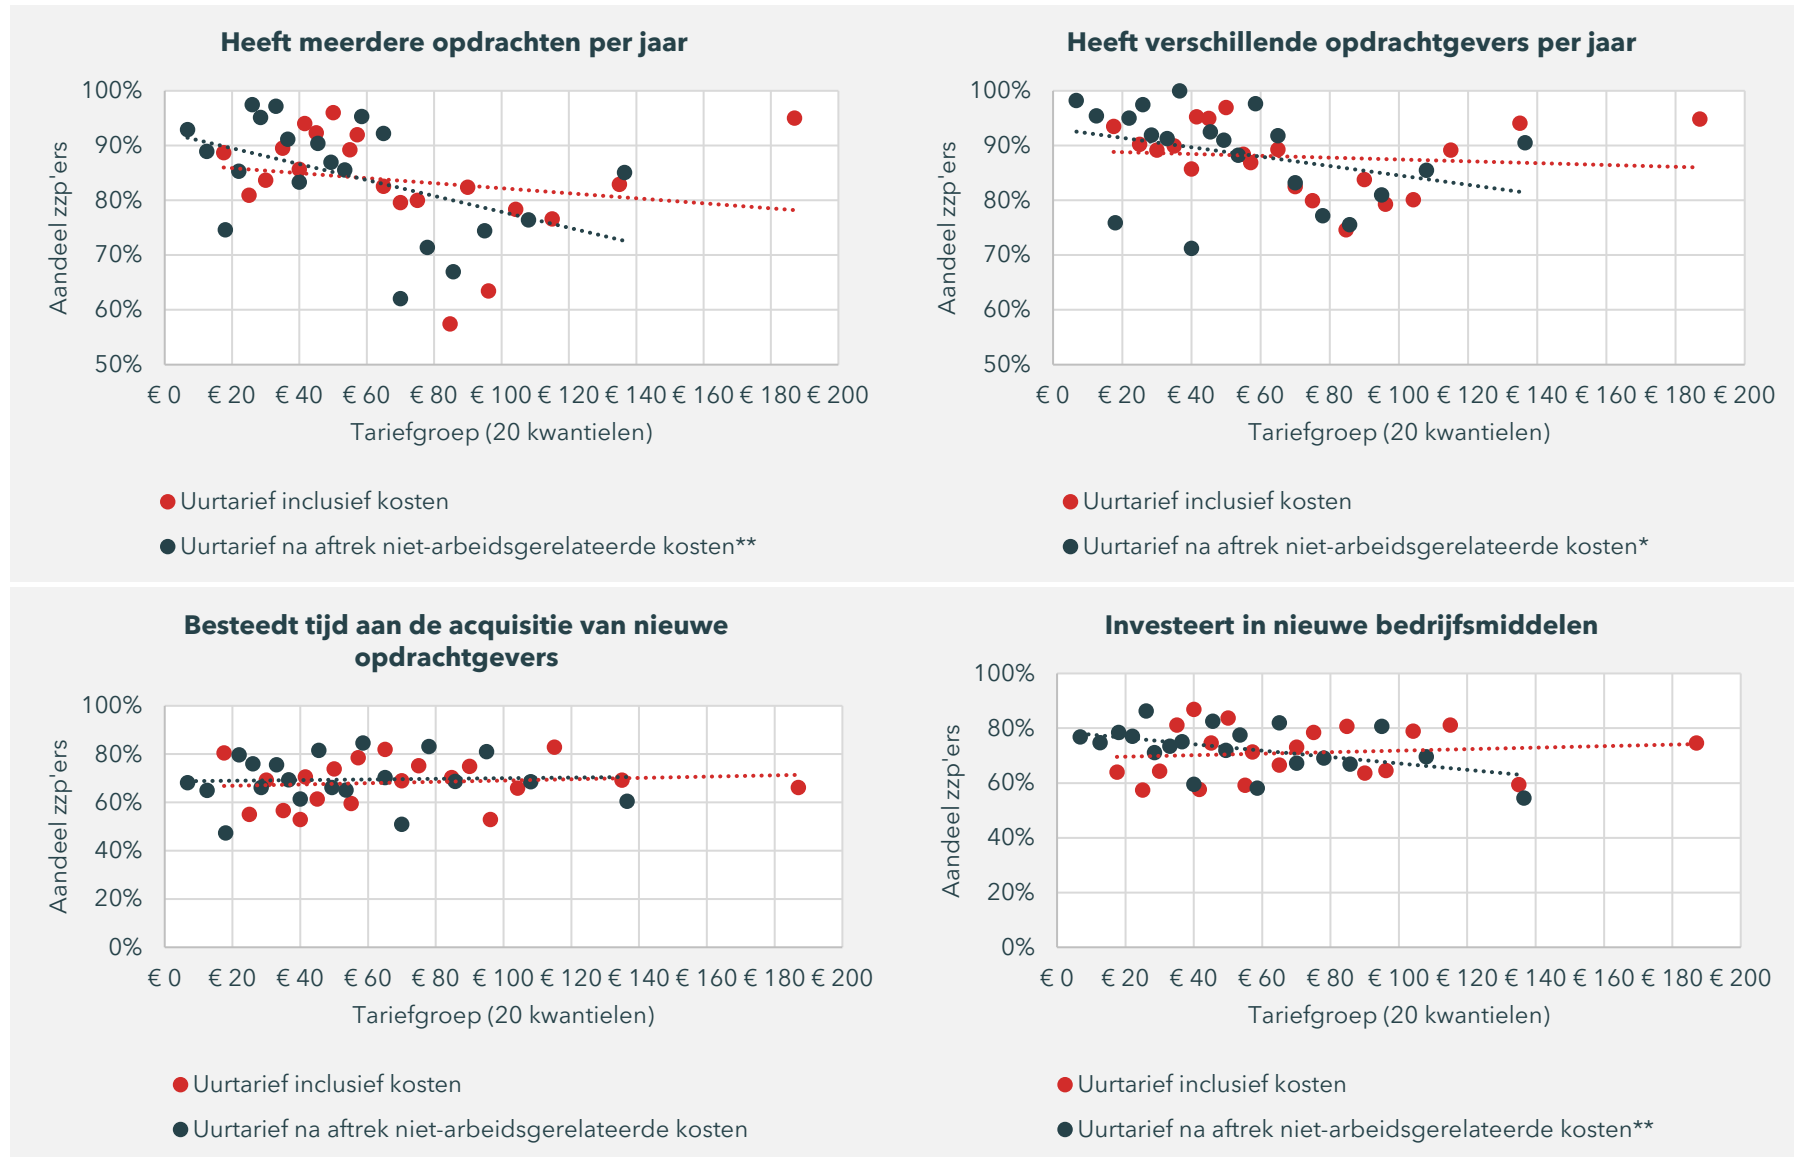 Heeft meerdere opdrachten per jaar
100%
90%
80%
70%
60%
50%
Aandeel zzp'ers
€ 0 € 20 € 40 € 60 € 80 € 100 € 120 € 140 € 160 € 180 € 200
Tariefgroep (20 kwantielen)
Uurtarief inclusief kosten
Uurtarief na aftrek niet-arbeidsgerelateerde kosten**
Heeft verschillende opdrachtgevers per jaar
100%
90%
80%
70%
60%
50%
Aandeel zzp'ers
€ 0 € 20 € 40 € 60 € 80 € 100 € 120 € 140 € 160 € 180 € 200
Tariefgroep (20 kwantielen)
Uurtarief inclusief kosten
Uurtarief na aftrek niet-arbeidsgerelateerde kosten*
Besteedt tijd aan de acquisitie van nieuwe
opdrachtgevers
100%
80%
60%
40%
20%
0%
Aandeel zzp'ers
€ 0 € 20 € 40 € 60 € 80 € 100 € 120 € 140 € 160 € 180 € 200
Tariefgroep (20 kwantielen)
Uurtarief inclusief kosten
Uurtarief na aftrek niet-arbeidsgerelateerde kosten
Investeert in nieuwe bedrijfsmiddelen
100%
80%
60%
40%
20%
0%
Aandeel zzp'ers
€ 0 € 20 € 40 € 60 € 80 € 100 € 120 € 140 € 160 € 180 € 200
Tariefgroep (20 kwantielen)
Uurtarief inclusief kosten
Uurtarief na aftrek niet-arbeidsgerelateerde kosten**